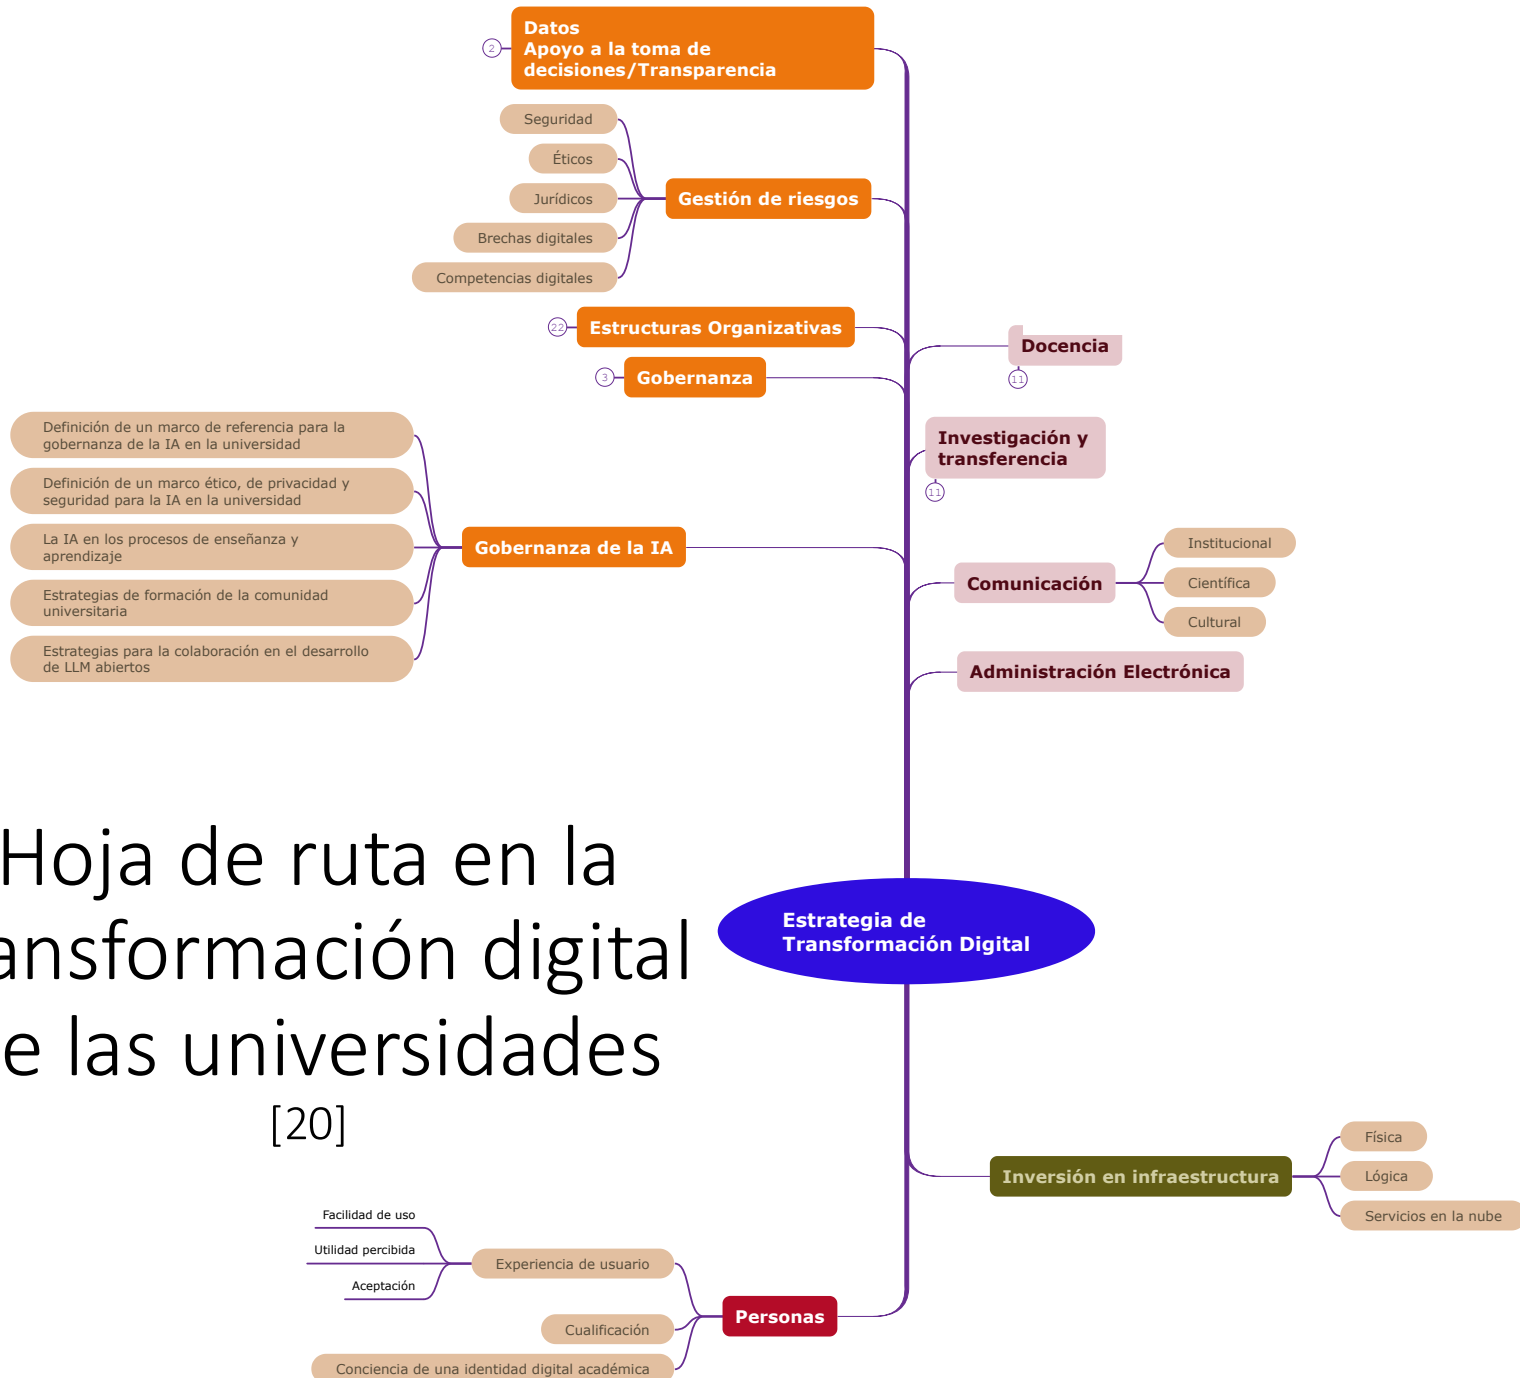 Datos
Apoyo a la toma de
decisiones/Transparencia
2
Seguridad
Éticos
Jurídicos
Brechas digitales
Competencias digitales
Gestión de riesgos
22
Estructuras Organizativas
3
Gobernanza
Definición de un marco de referencia para la
gobernanza de la IA en la universidad
Definición de un marco ético, de privacidad y
seguridad para la IA en la universidad
La IA en los procesos de enseñanza y
aprendizaje
Estrategias de formación de la comunidad
universitaria
Estrategias para la colaboración en el desarrollo
de LLM abiertos
Gobernanza de la IA
Docencia
11
Investigación y
transferencia
11
Comunicación
Institucional
Científica
Cultural
Administración Electrónica
Hoja de ruta en la
ansformación digital
e las universidades
[20]
Estrategia de
Transformación Digital
Inversión en infraestructura
Física
Lógica
Servicios en la nube
Facilidad de uso
Utilidad percibida
Aceptación
Experiencia de usuario
Cualificación
Conciencia de una identidad digital académica
Personas